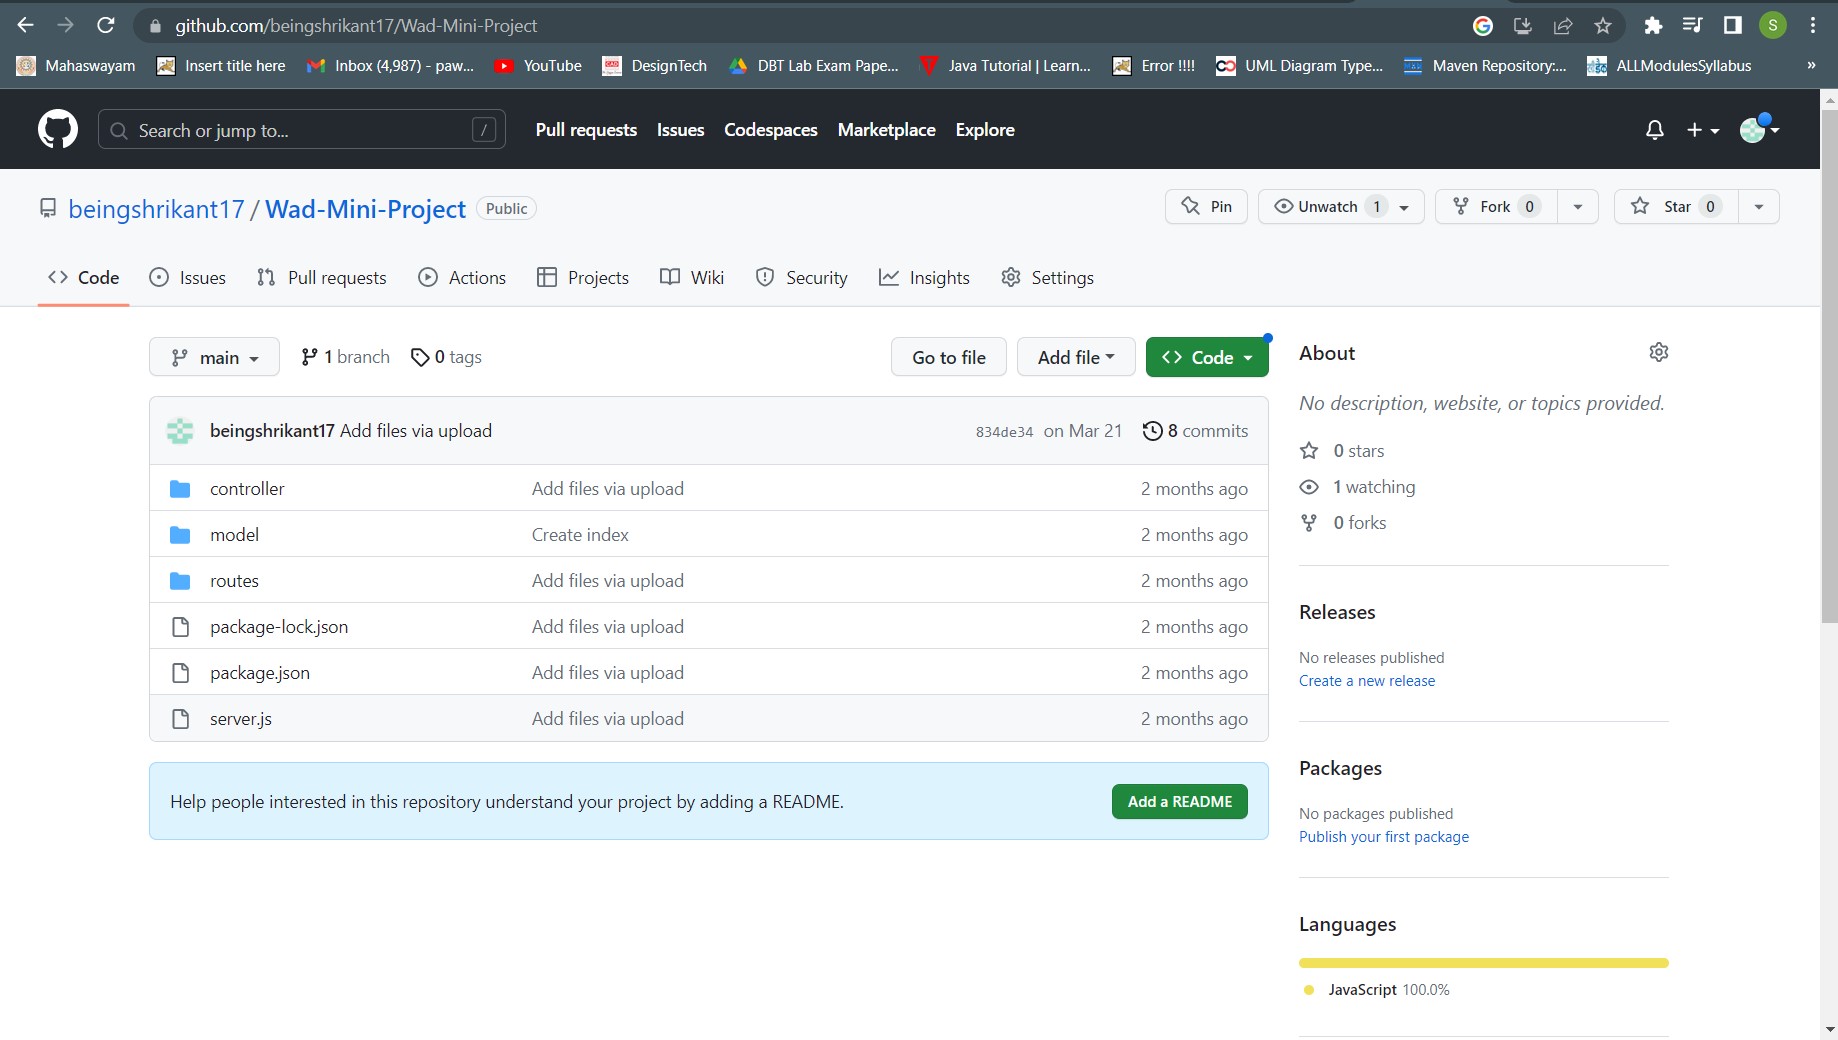 github.com/beingshrikant17/Wad-Mini-Project
S
Mahaswayam Insert title here Inbox (4,987) - paw... YouTube DesignTech DBT Lab Exam Pape... Java Tutorial | Learn... Error !!!! UML Diagram Type... Maven Repository:... ALLModulesSyllabus »
Search or jump to... / Pull requests Issues Codespaces Marketplace Explore
beingshrikant17 / Wad-Mini-Project Public Pin Unwatch 1 Fork 0 Star 0
Code Issues Pull requests Actions Projects Wiki Security Insights Settings
main 1 branch 0 tags Go to file Add file Code
beingshrikant17 Add files via upload 834de34 on Mar 21 8 commits
controller Add files via upload 2 months ago
model Create index 2 months ago
routes Add files via upload 2 months ago
package-lock.json Add files via upload 2 months ago
package.json Add files via upload 2 months ago
server.js Add files via upload 2 months ago
Help people interested in this repository understand your project by adding a README. Add a README
About
No description, website, or topics provided.
0 stars
1 watching
0 forks
Releases
No releases published
Create a new release
Packages
No packages published
Publish your first package
Languages
JavaScript 100.0%